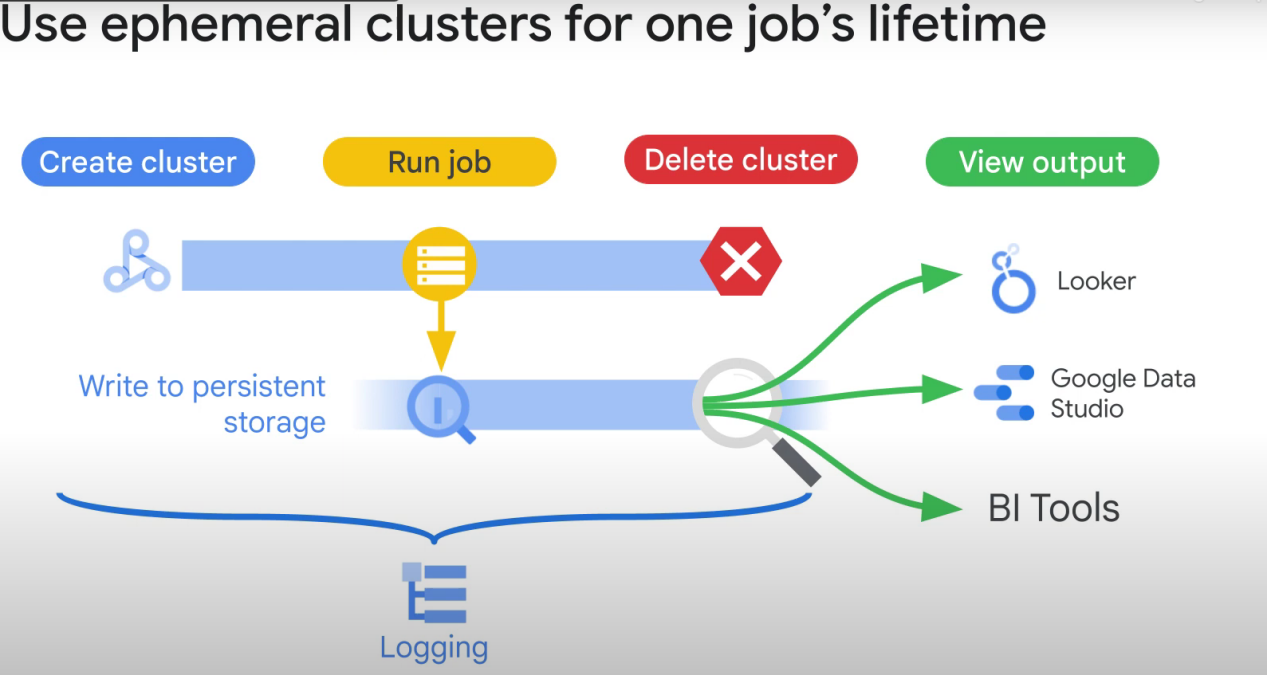 Use ephemeral clusters for one job's lifetime
Create cluster
Run job
Delete cluster
View output
Looker
Write to persistent
storage
Google Data
Studio
BI Tools
Logging